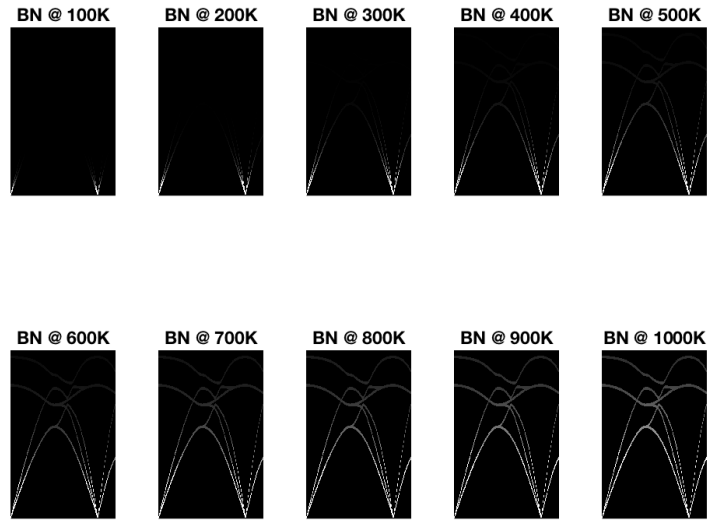 BN @ 100K
BN @ 200K
BN @ 300K
BN @ 400K
BN @ 500K
BN @ 600K
BN @ 700K
BN @ 800K
BN @ 900K
BN @ 1000K